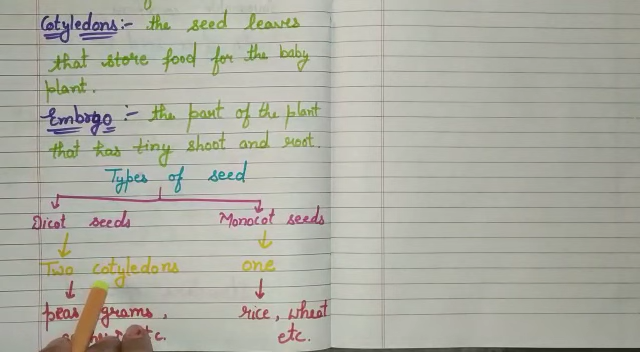 Cotyledons:- the seed leaves
that store food for the baby
plant.
Embryo:- the part of the plant
that has tiny shoot and root.
Types of seed
Dicot seeds Monocot seeds
Two cotyledons one
peas, grams, rice, wheat
etc. etc.